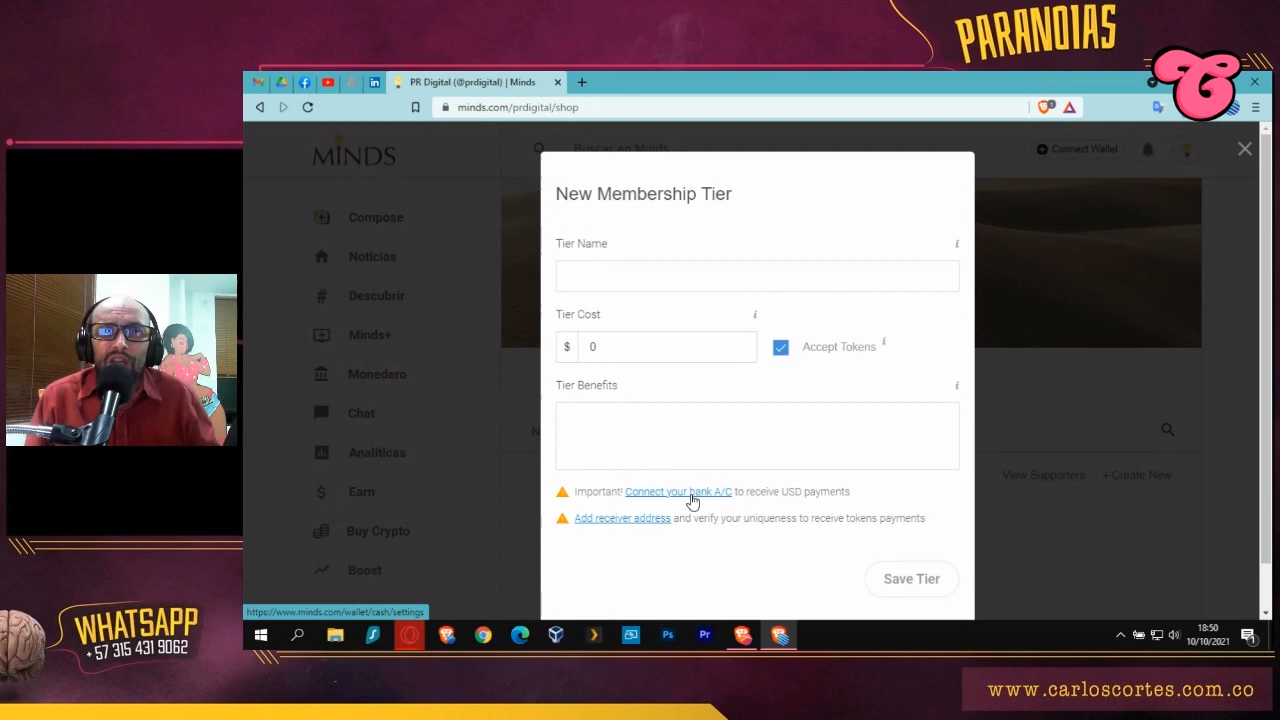 PARANOIAS
PR Digital (@prdigital) | Minds
minds.com/prdigital/shop
MINDS
Buscar en Minds
Connect Wallet
Compose
Noticias
Descubrir
Minds+
Monedero
Chat
Analíticas
Earn
Buy Crypto
Boost
New Membership Tier
Tier Name
Tier Cost
$ 0
Accept Tokens
Tier Benefits
Important! Connect your bank A/C to receive USD payments
Add receiver address and verify your uniqueness to receive tokens payments
Save Tier
View Supporters
+Create New
https://www.minds.com/wallet/cash/settings
18:50
10/10/2021
WHATSAPP
+ 57 315 431 9062
www.carloscortes.com.co